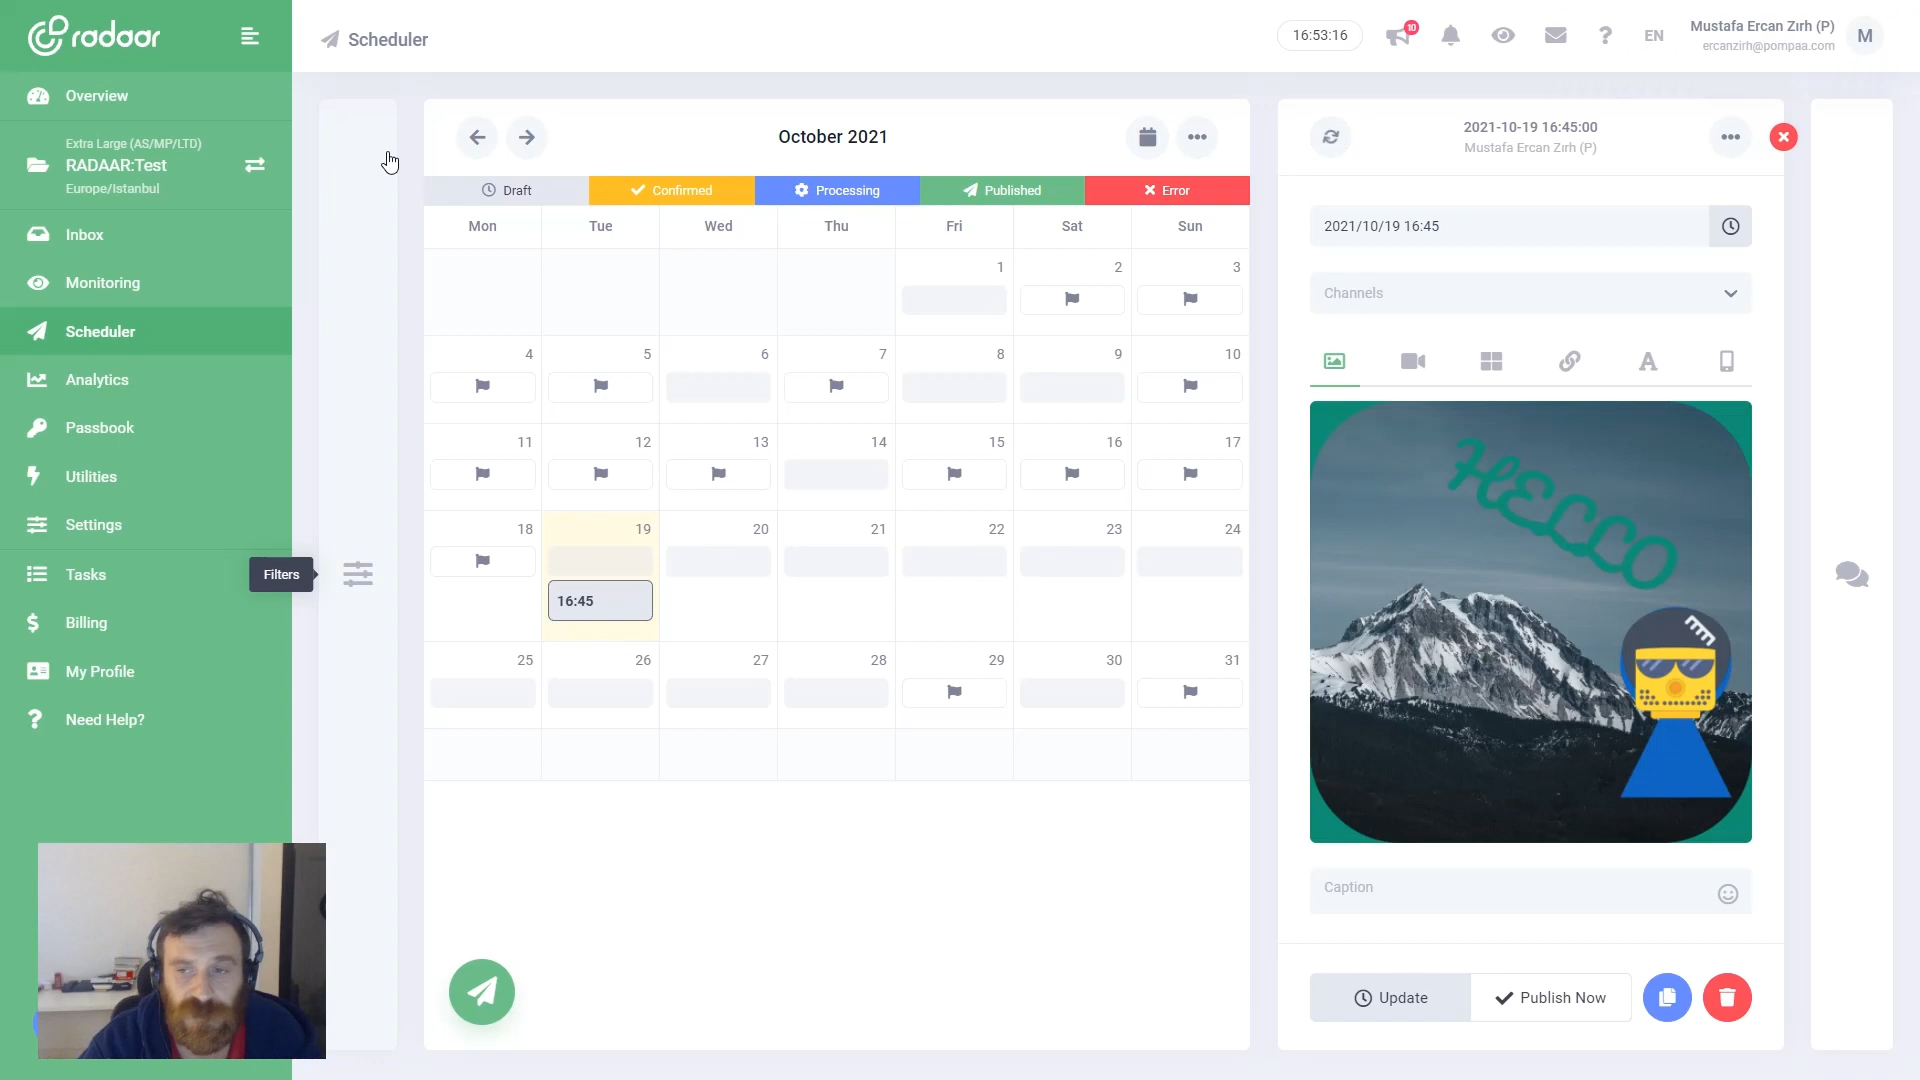 radaar
Scheduler
16:53:16
10
EN
Mustafa Ercan Zırh (P)
ercanzirh@pompaa.com
M
Overview
Extra Large (AS/MP/LTD)
RADAAR:Test
Europe/Istanbul
Inbox
Monitoring
Scheduler
Analytics
Passbook
Utilities
Settings
Tasks
Billing
My Profile
Need Help?
Filters
October 2021
Draft Confirmed Processing Published Error
Mon Tue Wed Thu Fri Sat Sun
1 2 3
4 5 6 7 8 9 10
11 12 13 14 15 16 17
18 19 20 21 22 23 24
16:45
25 26 27 28 29 30 31
2021-10-19 16:45:00
Mustafa Ercan Zırh (P)
2021/10/19 16:45
Channels
HELLO
Caption
Update
Publish Now